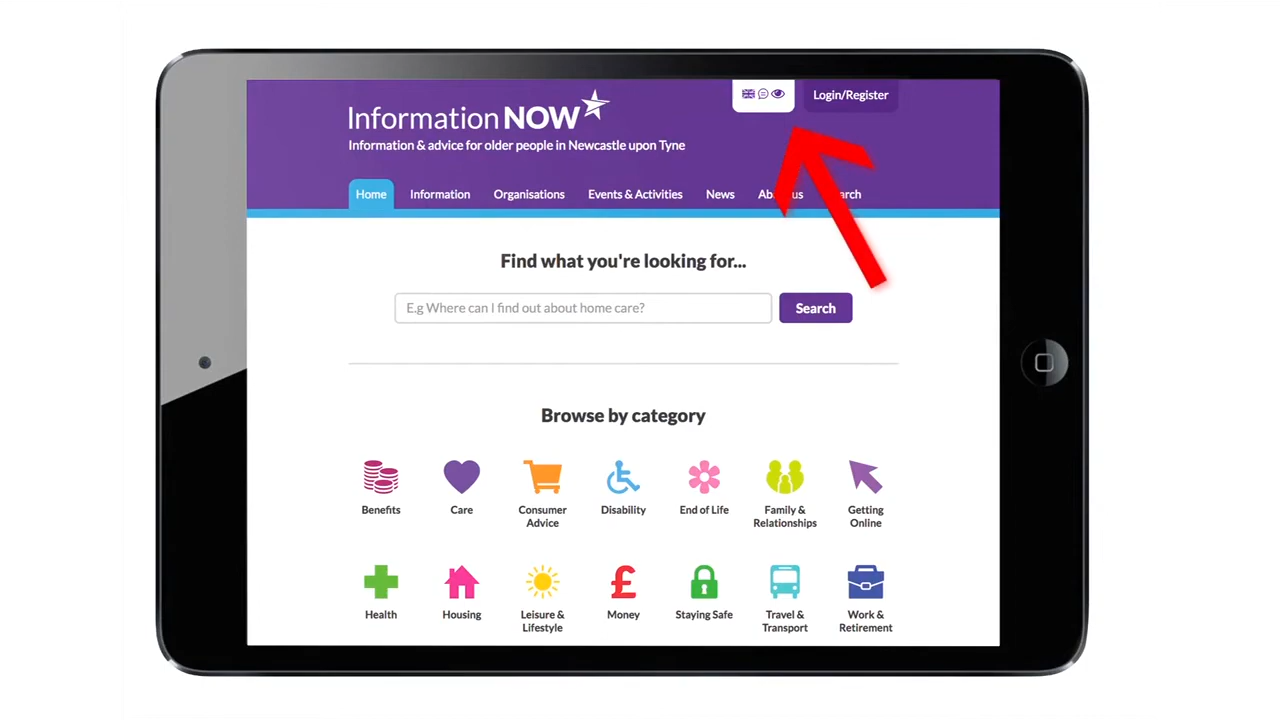 Login/Register
Information NOW
Information & advice for older people in Newcastle upon Tyne
Home Information Organisations Events & Activities News
Find what you're looking for...
E.g Where can I find out about home care?
Search
Browse by category
Benefits Care Consumer Advice Disability End of Life Family & Relationships Getting Online
Health Housing Leisure & Lifestyle Money Staying Safe Travel & Transport Work & Retirement